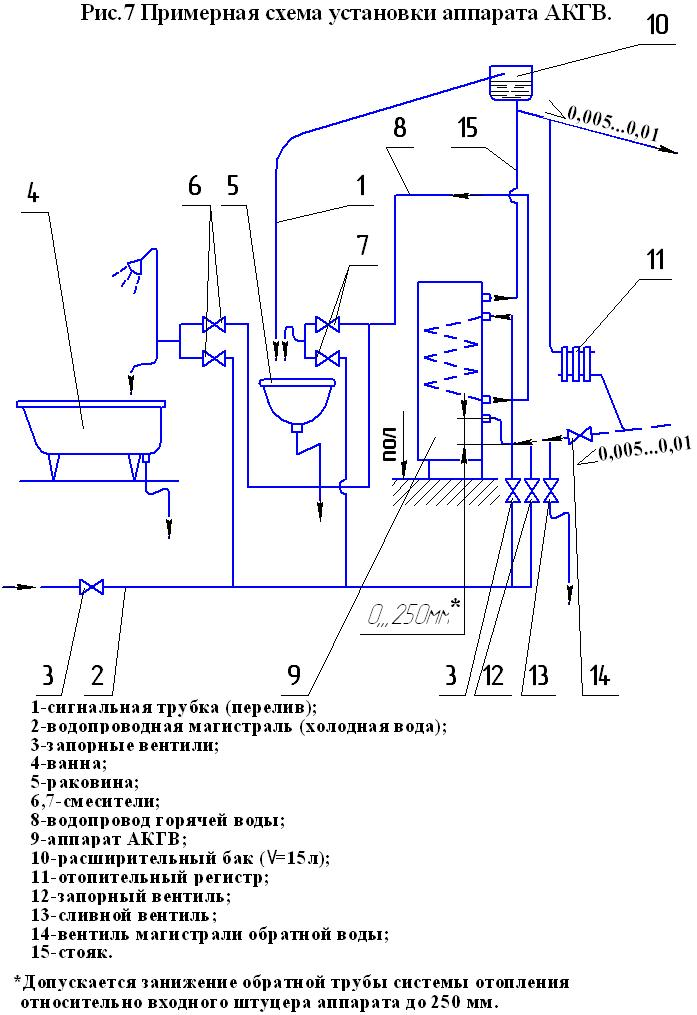 Рис.7 Примерная схема установки аппарата АКГВ.
10
0,005...0,01
8
15
4
6
5
1
7
11
ПОЛ
0,005...0,01
0,,,250мм*
3
2
9
3
12
13
14
1-сигнальная трубка (перелив);
2-водопроводная магистраль (холодная вода);
3-запорные вентили;
4-ванна;
5-раковина;
6,7-смесители;
8-водопровод горячей воды;
9-аппарат АКГВ;
10-расширительный бак (V=15л);
11-отопительный регистр;
12-запорный вентиль;
13-сливной вентиль;
14-вентиль магистрали обратной воды;
15-стояк.
*Допускается занижение обратной трубы системы отопления
относительно входного штуцера аппарата до 250 мм.